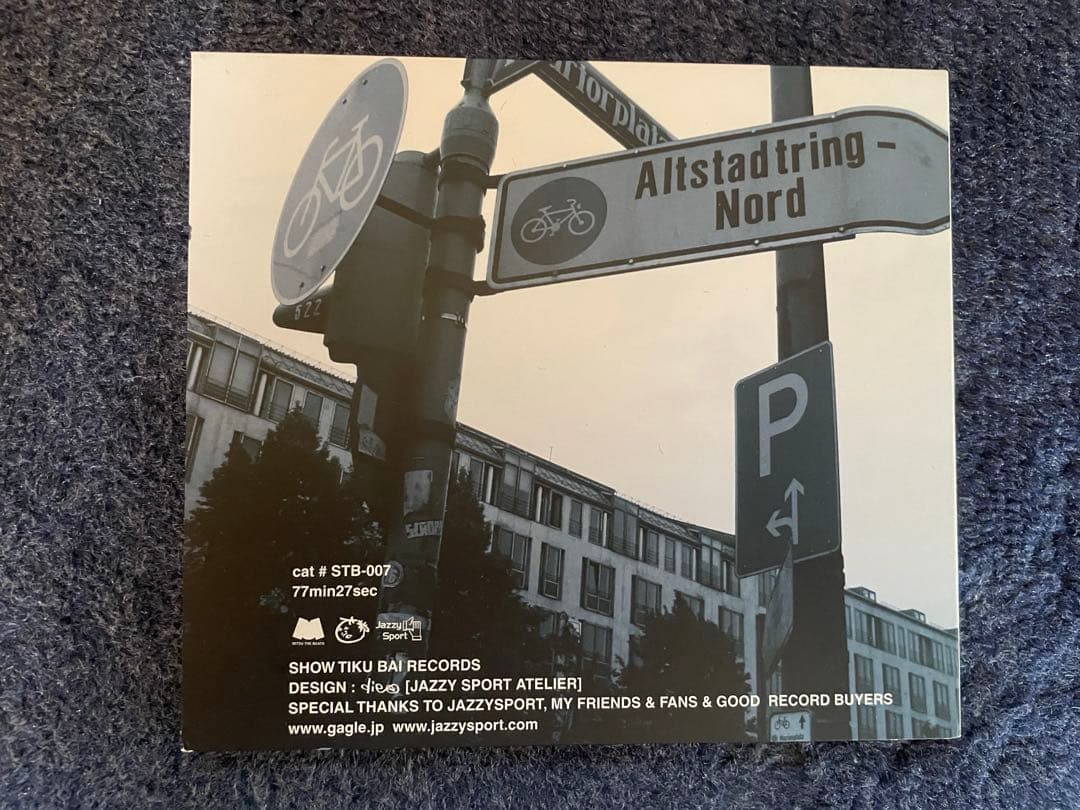 Altstadtring -
Nord
522
P
cat # STB-007
77min27sec
Jazzy
Sport
SHOW TIKU BAI RECORDS
DESIGN : [JAZZY SPORT ATELIER]
SPECIAL THANKS TO JAZZYSPORT, MY FRIENDS & FANS & GOOD RECORD BUYERS
www.gagle.jp www.jazzysport.com